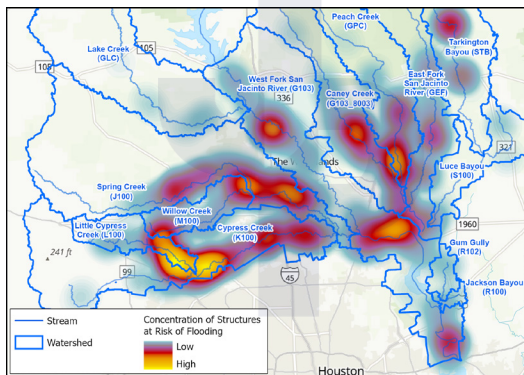 Peach Creek
(GPC)
Lake Creek
(GLC)
105
Tarkington
Bayou (STB)
108
West Fork San
Jacinto River (G103)
336
East Fork
San Jacinto
River (GEF)
Caney Creek
(G103_8003)
321
Luce Bayou
(S100)
Spring Creek
(J100)
Willow Creek
(M100)
Little Cypress
Creek (L100)
Cypress Creek
(K100)
1960
Gum Gully
(R102)
241 ft
99
45
Jackson Bayou
(R100)
Houston
Stream
Watershed
Concentration of Structures
at Risk of Flooding
Low
High